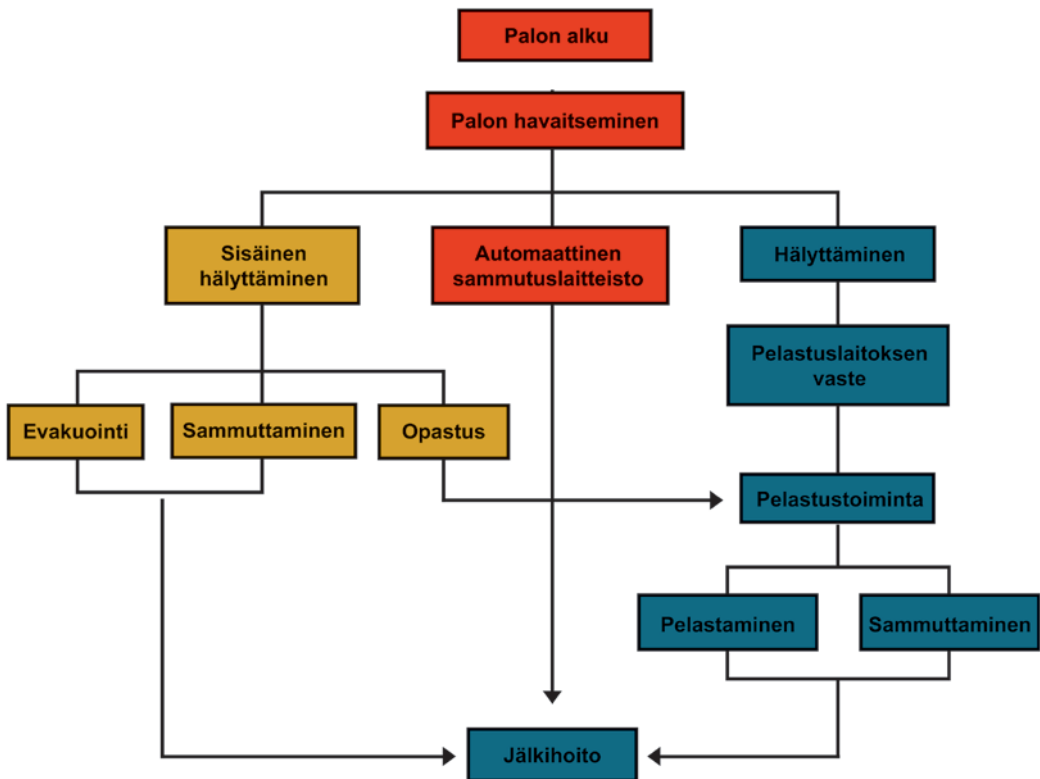 Palon alku
Palon havaitseminen
Sisäinen
hälyttäminen
Automaattinen
sammutuslaitteisto
Hälyttäminen
Pelastuslaitoksen
vaste
Evakuointi
Sammuttaminen
Opastus
Pelastustoiminta
Pelastaminen
Sammuttaminen
Jälkihoito